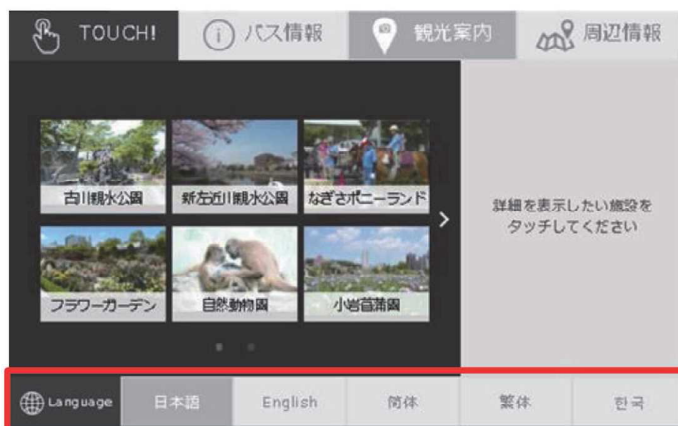 TOUCH!
バス情報
観光案内
周辺情報
古川親水公園
新左近川親水公園
なぎさポニーランド
フラワーガーデン
自然動物園
小岩菖蒲園
詳細を表示したい施設を
タッチしてください
Language
日本語
English
简体
繁体
한국